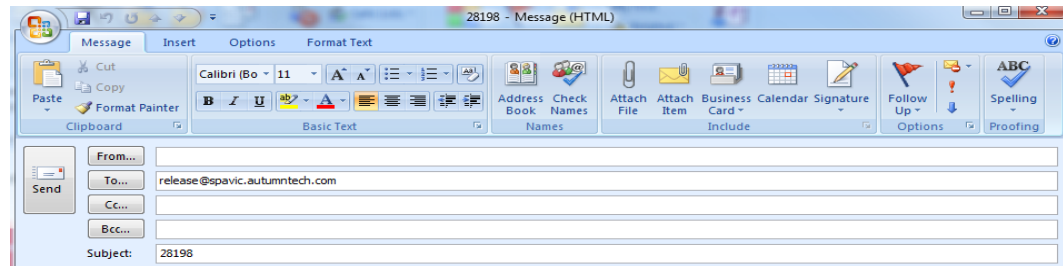 28198 - Message (HTML)
Message Insert Options Format Text
Cut
Copy
Paste
Format Painter
Clipboard
Calibri (Bo 11
B I U
Basic Text
Address Book
Check Names
Names
Attach File
Attach Item
Business Card
Calendar
Signature
Include
Follow Up
Options
ABC
Spelling
Proofing
Send
From...
To... release@spavic.autumntech.com
Cc...
Bcc...
Subject: 28198